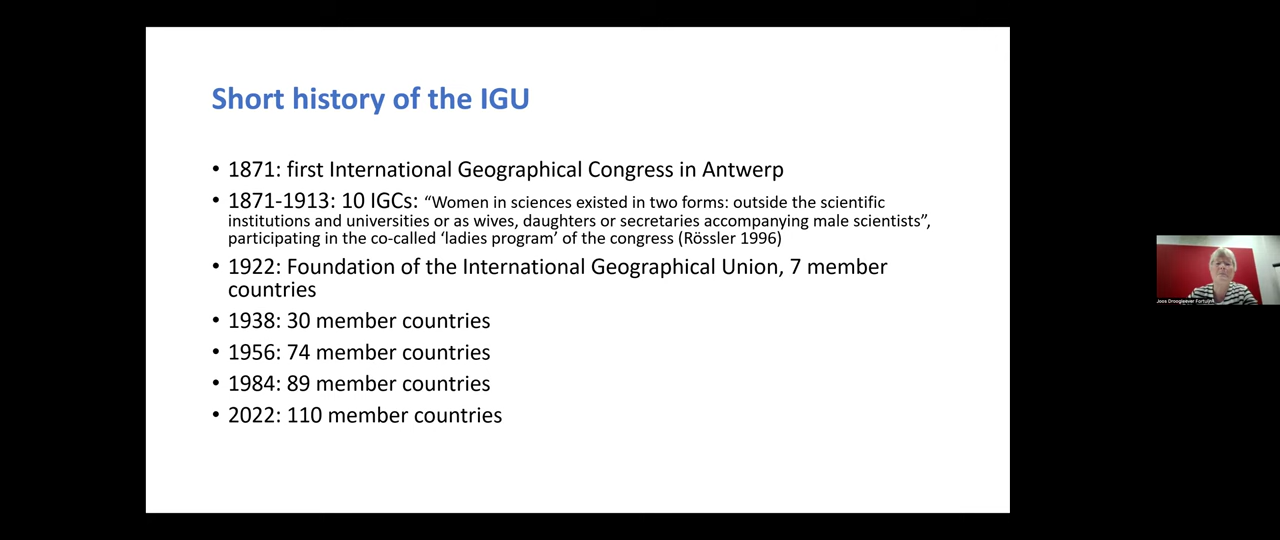 Short history of the IGU
• 1871: first International Geographical Congress in Antwerp
• 1871-1913: 10 IGCs: “Women in sciences existed in two forms: outside the scientific
institutions and universities or as wives, daughters or secretaries accompanying male scientists”,
participating in the co-called ‘ladies program’ of the congress (Rössler 1996)
• 1922: Foundation of the International Geographical Union, 7 member
countries
• 1938: 30 member countries
• 1956: 74 member countries
• 1984: 89 member countries
• 2022: 110 member countries
Joos Droogleever Fortuijn